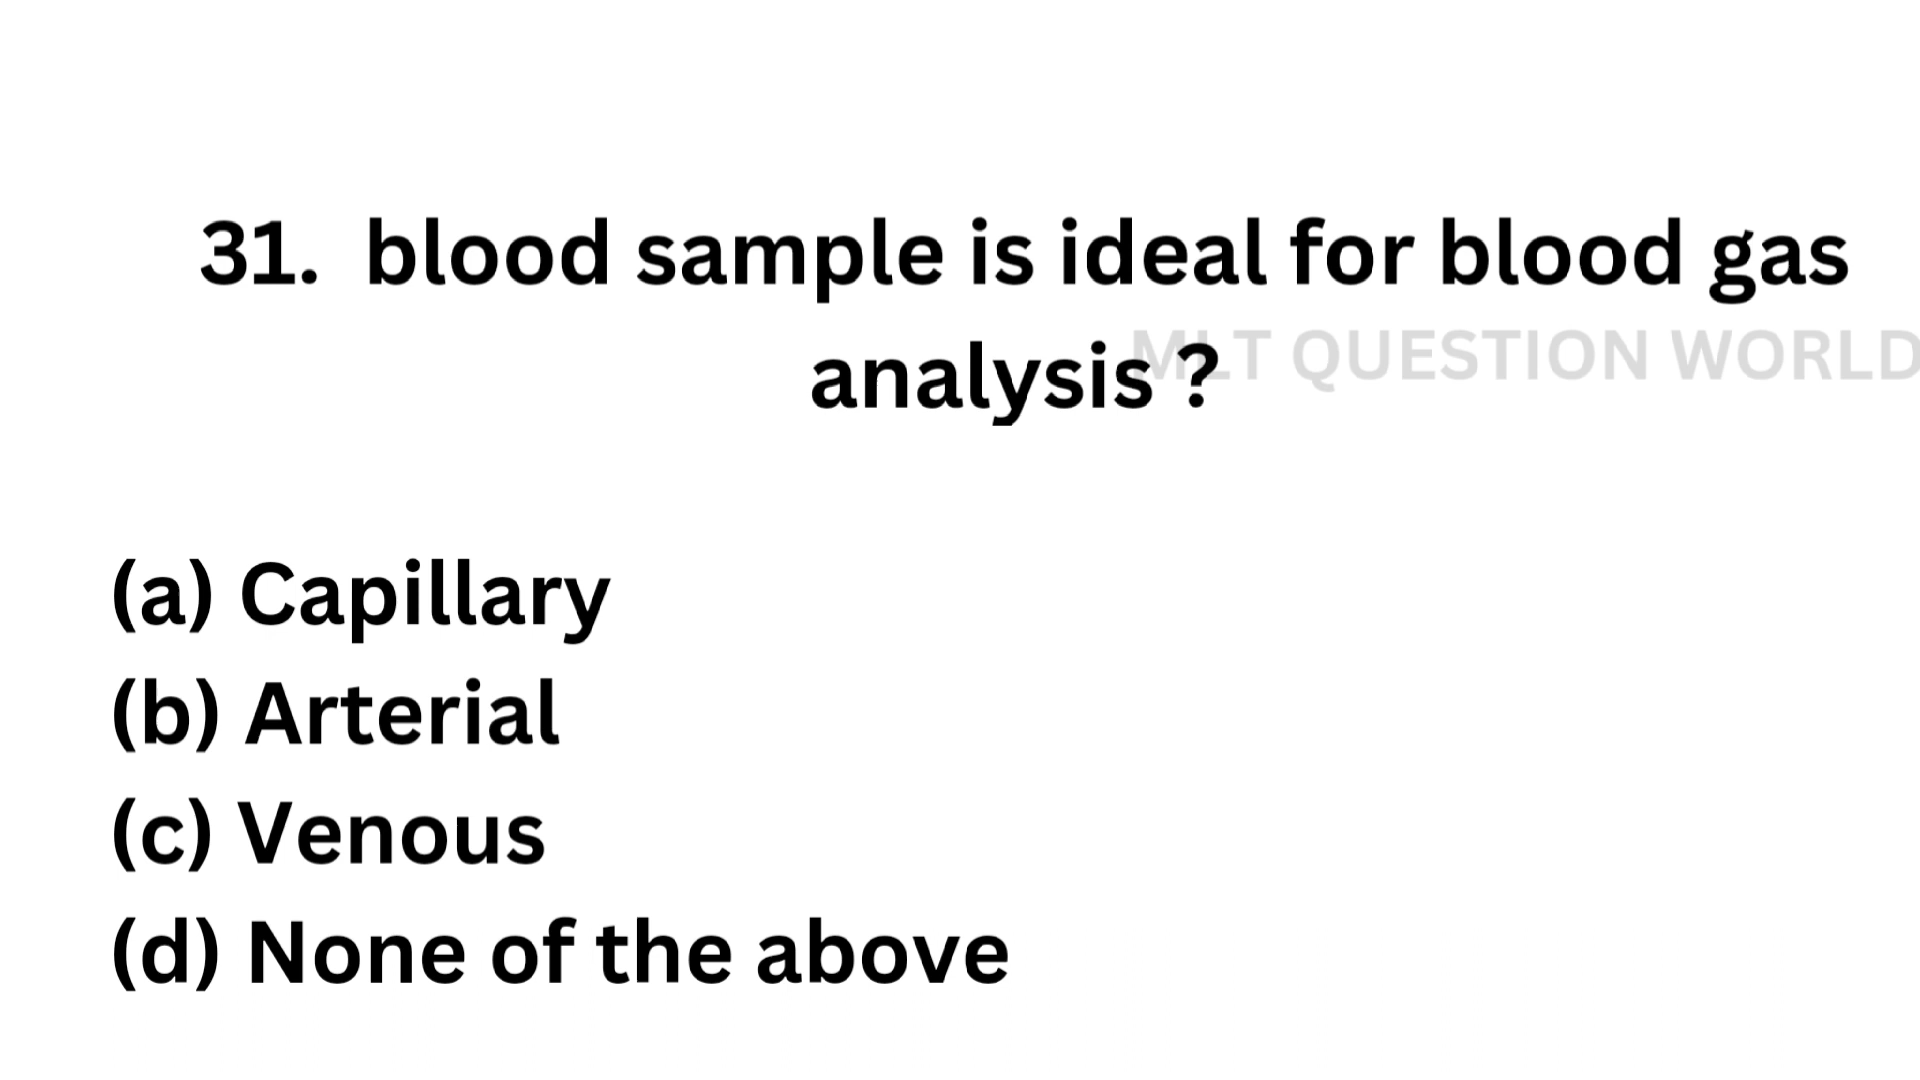 31. blood sample is ideal for blood gas
analysis ?
MLT QUESTION WORLD
(a) Capillary
(b) Arterial
(c) Venous
(d) None of the above